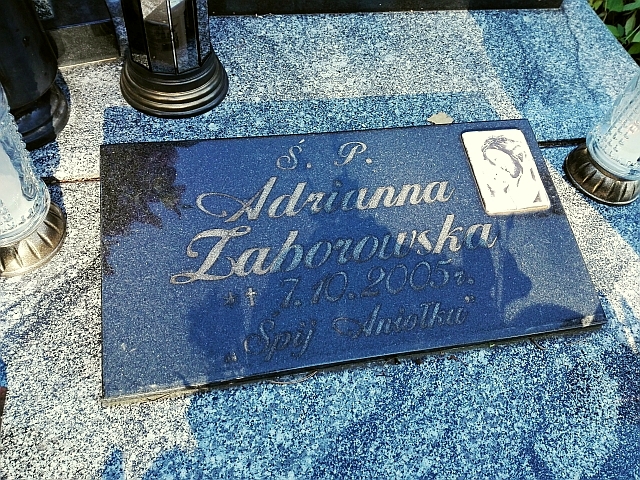 Ś. P.
Adrianna
Zaborowska
* † 7.10.2005r.
„Śpij Aniołku"